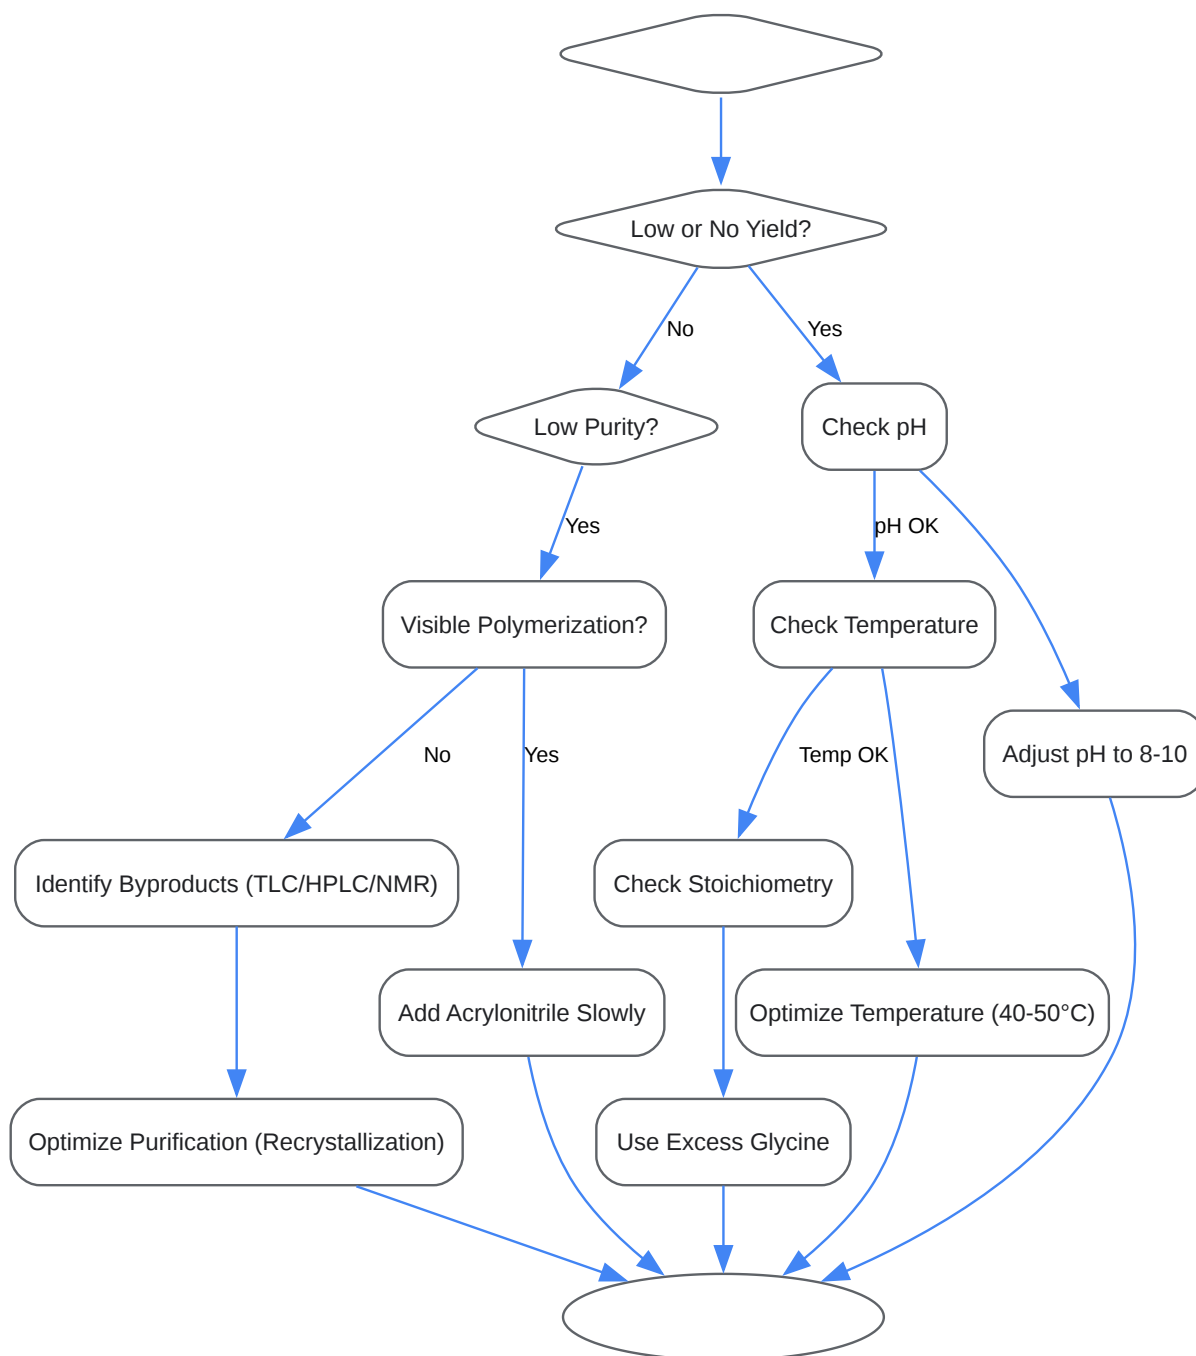 Low or No Yield?
No
Yes
Low Purity?
Check pH
Yes
pH OK
Visible Polymerization?
Check Temperature
No
Yes
Temp OK
Adjust pH to 8-10
Identify Byproducts (TLC/HPLC/NMR)
Check Stoichiometry
Add Acrylonitrile Slowly
Optimize Temperature (40-50°C)
Optimize Purification (Recrystallization)
Use Excess Glycine